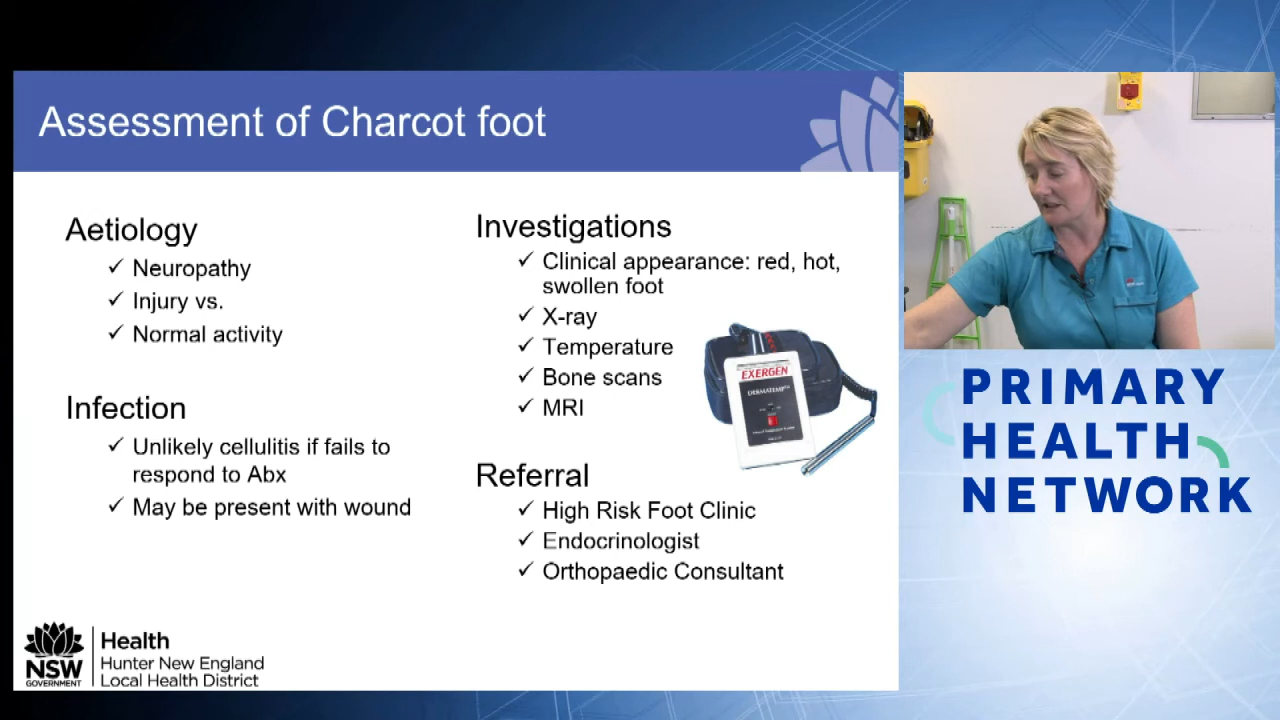 Assessment of Charcot foot
Aetiology
✓ Neuropathy
✓ Injury vs.
✓ Normal activity
Infection
✓ Unlikely cellulitis if fails to
respond to Abx
✓ May be present with wound
Investigations
✓ Clinical appearance: red, hot,
swollen foot
✓ X-ray
✓ Temperature
✓ Bone scans
✓ MRI
EXERGEN
DERMATEMP
Referral
✓ High Risk Foot Clinic
✓ Endocrinologist
✓ Orthopaedic Consultant
NSW
GOVERNMENT
Health
Hunter New England
Local Health District
PRIMARY
HEALTH
NETWORK